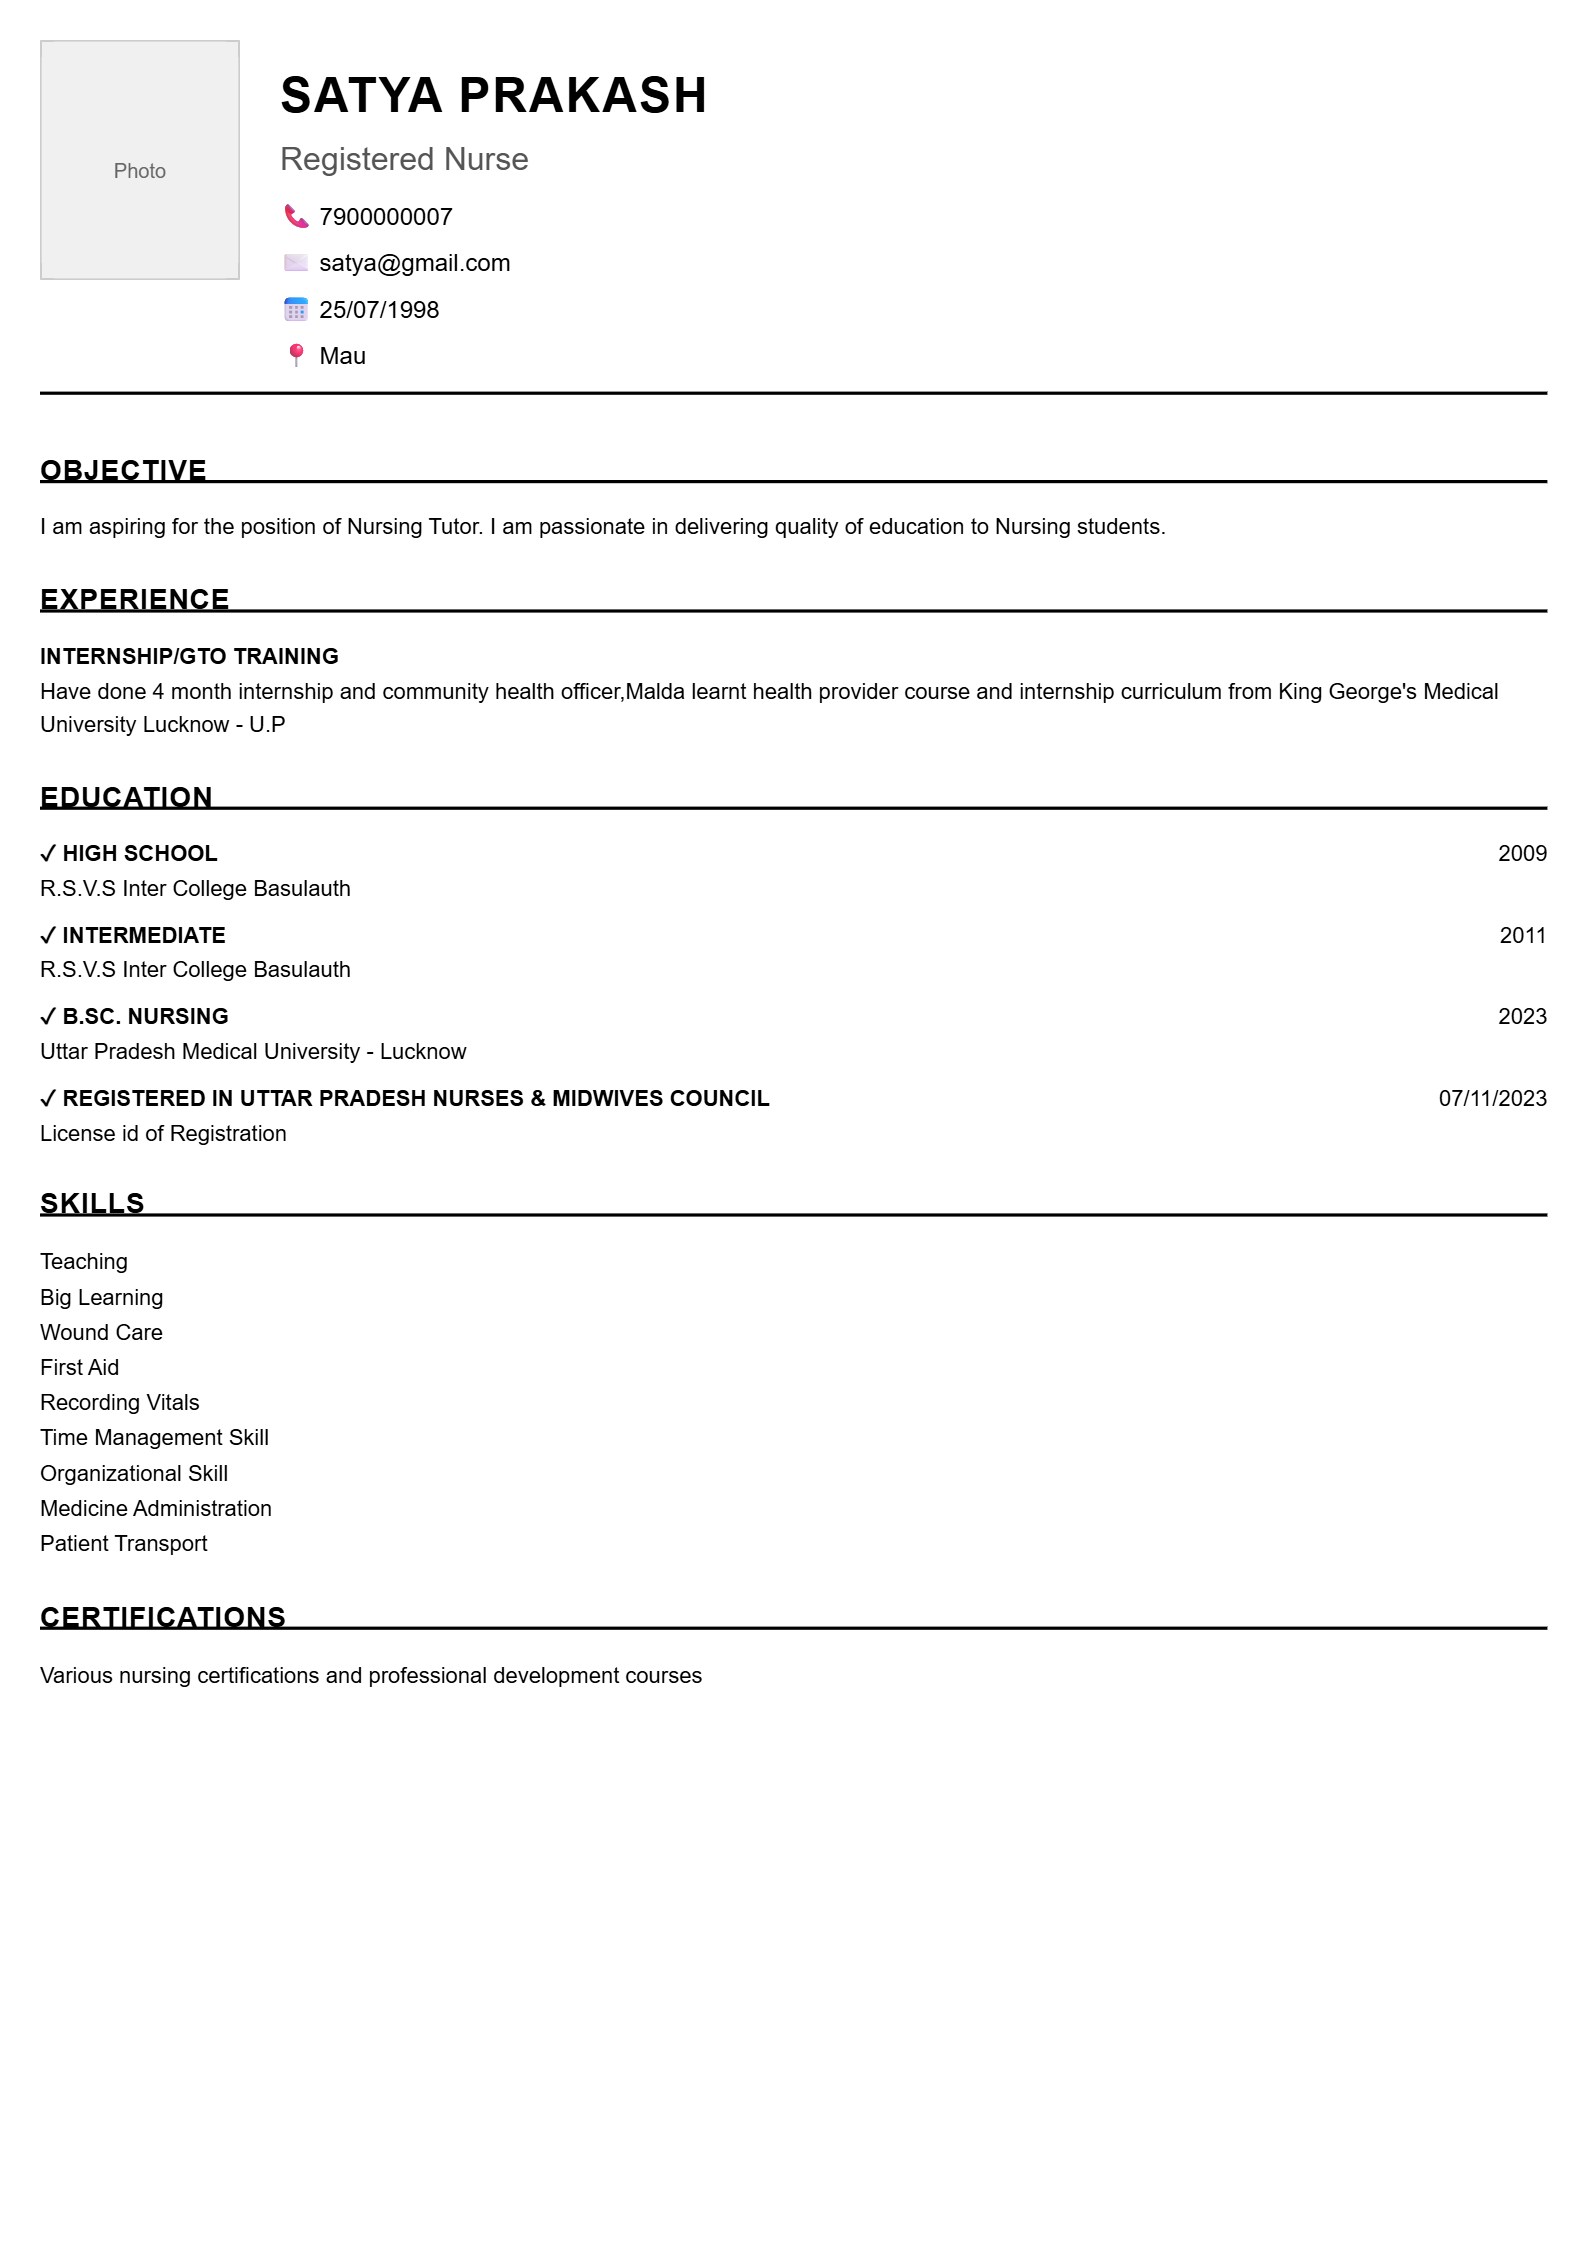 Photo
SATYA PRAKASH
Registered Nurse
7900000007
satya@gmail.com
25/07/1998
Mau
OBJECTIVE
I am aspiring for the position of Nursing Tutor. I am passionate in delivering quality of education to Nursing students.
EXPERIENCE
INTERNSHIP/GTO TRAINING
Have done 4 month internship and community health officer,Malda learnt health provider course and internship curriculum from King George's Medical
University Lucknow - U.P
EDUCATION
✓ HIGH SCHOOL 2009
R.S.V.S Inter College Basulauth
✓ INTERMEDIATE 2011
R.S.V.S Inter College Basulauth
✓ B.SC. NURSING 2023
Uttar Pradesh Medical University - Lucknow
✓ REGISTERED IN UTTAR PRADESH NURSES & MIDWIVES COUNCIL 07/11/2023
License id of Registration
SKILLS
Teaching
Big Learning
Wound Care
First Aid
Recording Vitals
Time Management Skill
Organizational Skill
Medicine Administration
Patient Transport
CERTIFICATIONS
Various nursing certifications and professional development courses